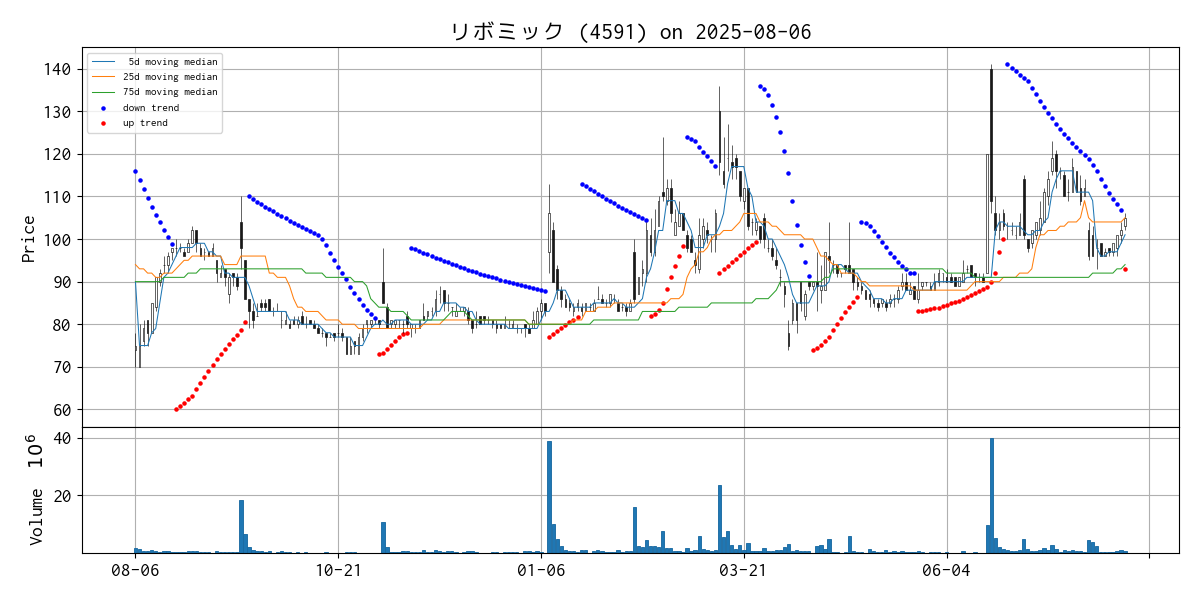 リボミック (4591) on 2025-08-06
5d moving median
25d moving median
75d moving median
down trend
up trend
Price
140
130
120
110
100
90
80
70
60
Volume 10⁶
40
20
08-06
10-21
01-06
03-21
06-04